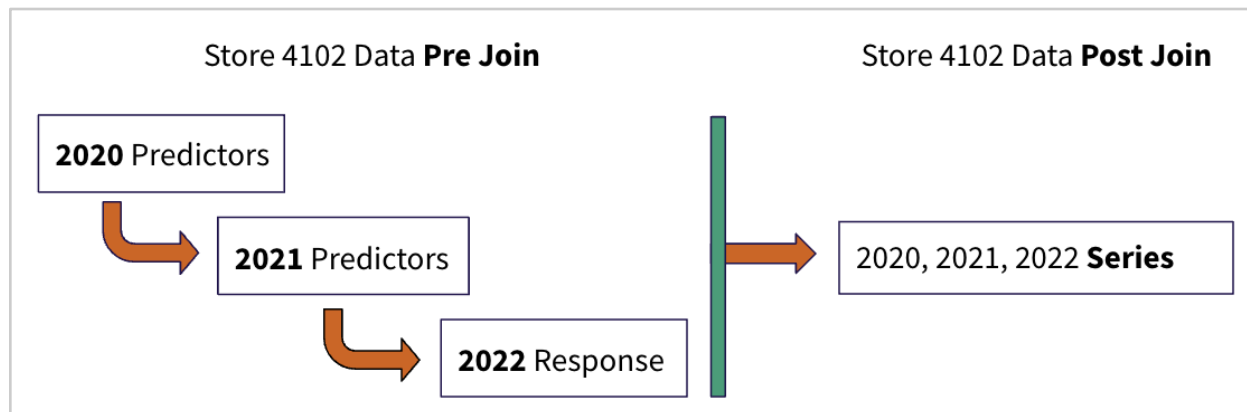 Store 4102 Data Pre Join
Store 4102 Data Post Join
2020 Predictors
2021 Predictors
2022 Response
2020, 2021, 2022 Series